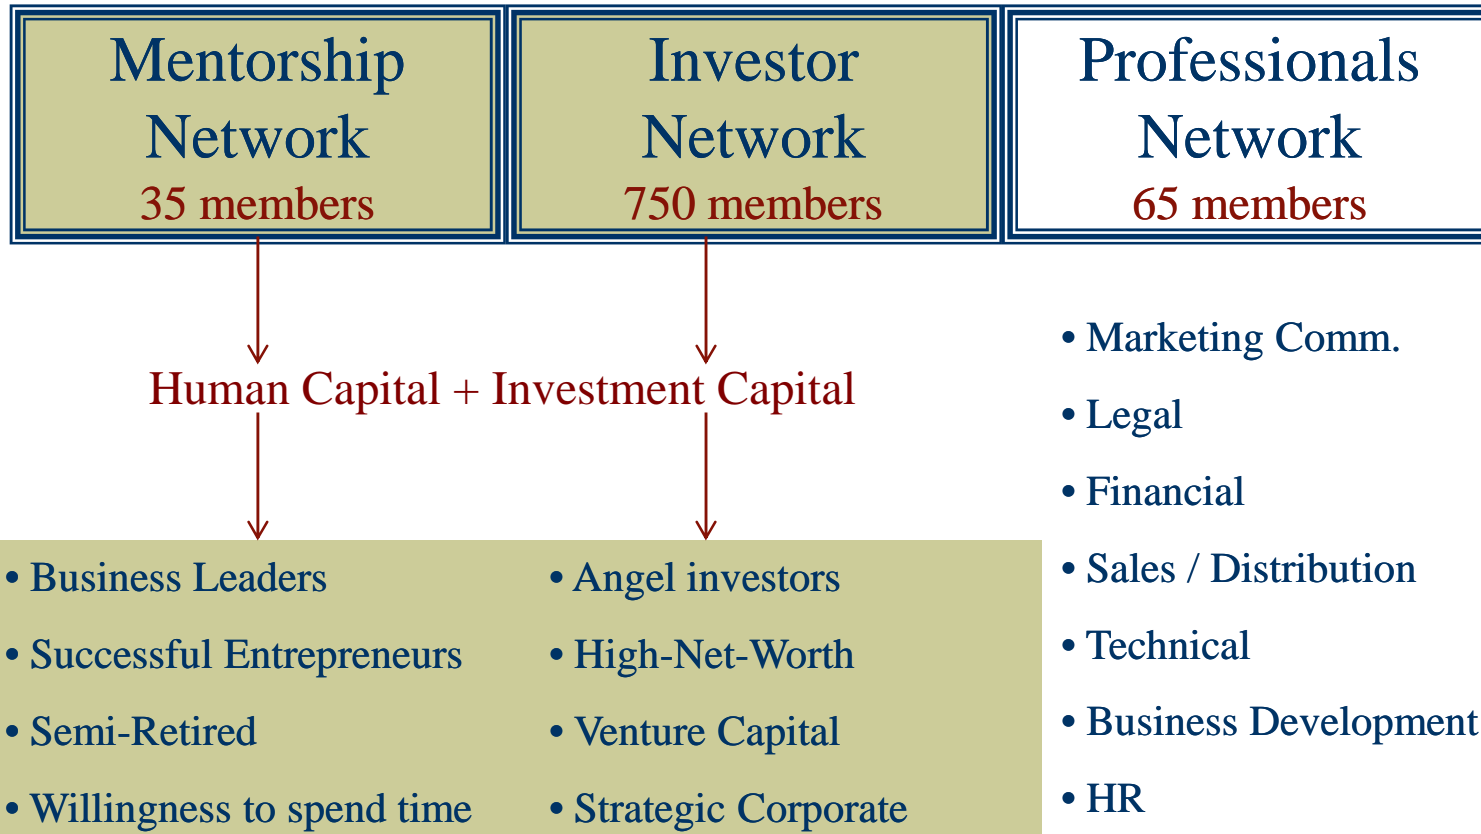 Mentorship
Network
35 members
Investor
Network
750 members
Professionals
Network
65 members
Human Capital + Investment Capital
• Business Leaders
• Successful Entrepreneurs
• Semi-Retired
• Willingness to spend time
• Angel investors
• High-Net-Worth
• Venture Capital
• Strategic Corporate
• Marketing Comm.
• Legal
• Financial
• Sales / Distribution
• Technical
• Business Development
• HR